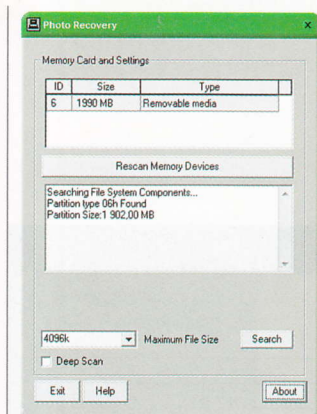 Photo Recovery x
Memory Card and Settings
ID Size Type
6 1990 MB Removable media
Rescan Memory Devices
Searching File System Components...
Partition type 06h Found
Partition Size:1 902,00 MB
4096k Maximum File Size Search
Deep Scan
Exit Help About